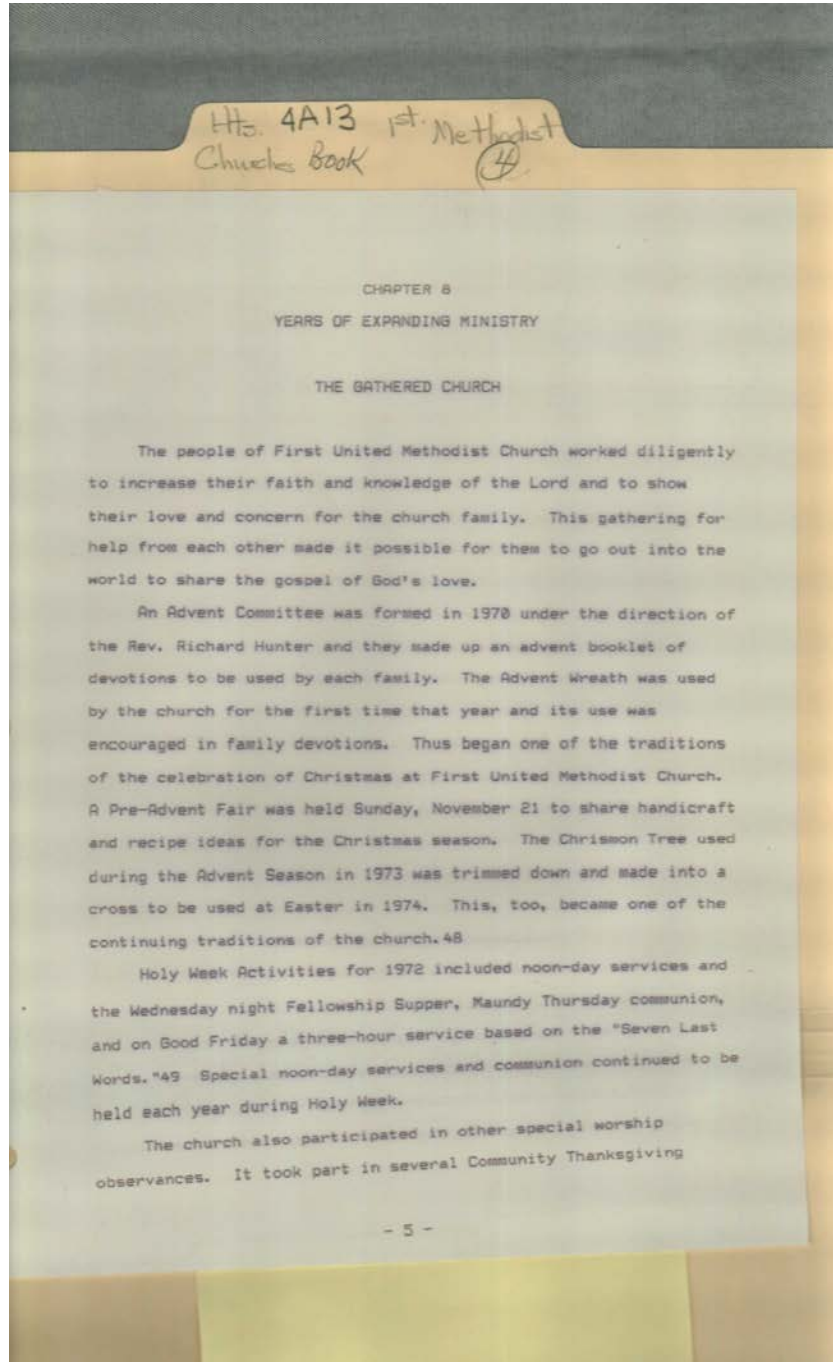 Hts. 4A13 1st. Methodist
Churches Book 4
CHAPTER 8
YEARS OF EXPANDING MINISTRY
THE GATHERED CHURCH
The people of First United Methodist Church worked diligently
to increase their faith and knowledge of the Lord and to show
their love and concern for the church family. This gathering for
help from each other made it possible for them to go out into the
world to share the gospel of God's love.
An Advent Committee was formed in 1970 under the direction of
the Rev. Richard Hunter and they made up an advent booklet of
devotions to be used by each family. The Advent Wreath was used
by the church for the first time that year and its use was
encouraged in family devotions. Thus began one of the traditions
of the celebration of Christmas at First United Methodist Church.
A Pre-Advent Fair was held Sunday, November 21 to share handicraft
and recipe ideas for the Christmas season. The Chrismon Tree used
during the Advent Season in 1973 was trimmed down and made into a
cross to be used at Easter in 1974. This, too, became one of the
continuing traditions of the church.48
Holy Week Activities for 1972 included noon-day services and
the Wednesday night Fellowship Supper, Maundy Thursday communion,
and on Good Friday a three-hour service based on the "Seven Last
Words."49 Special noon-day services and communion continued to be
held each year during Holy Week.
The church also participated in other special worship
observances. It took part in several Community Thanksgiving
- 5 -